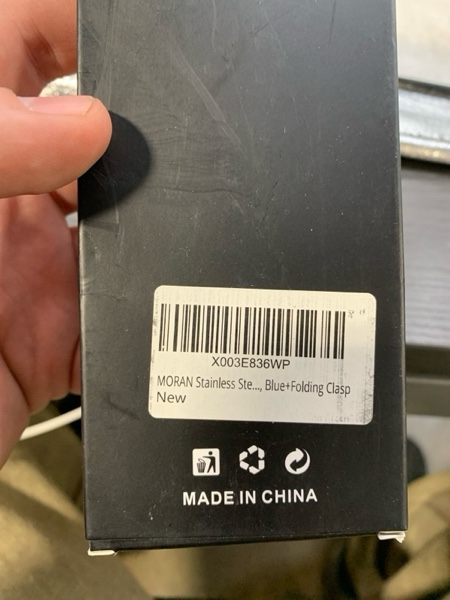 X003E836WP
MORAN Stainless Ste..., Blue+Folding Clasp
New
MADE IN CHINA